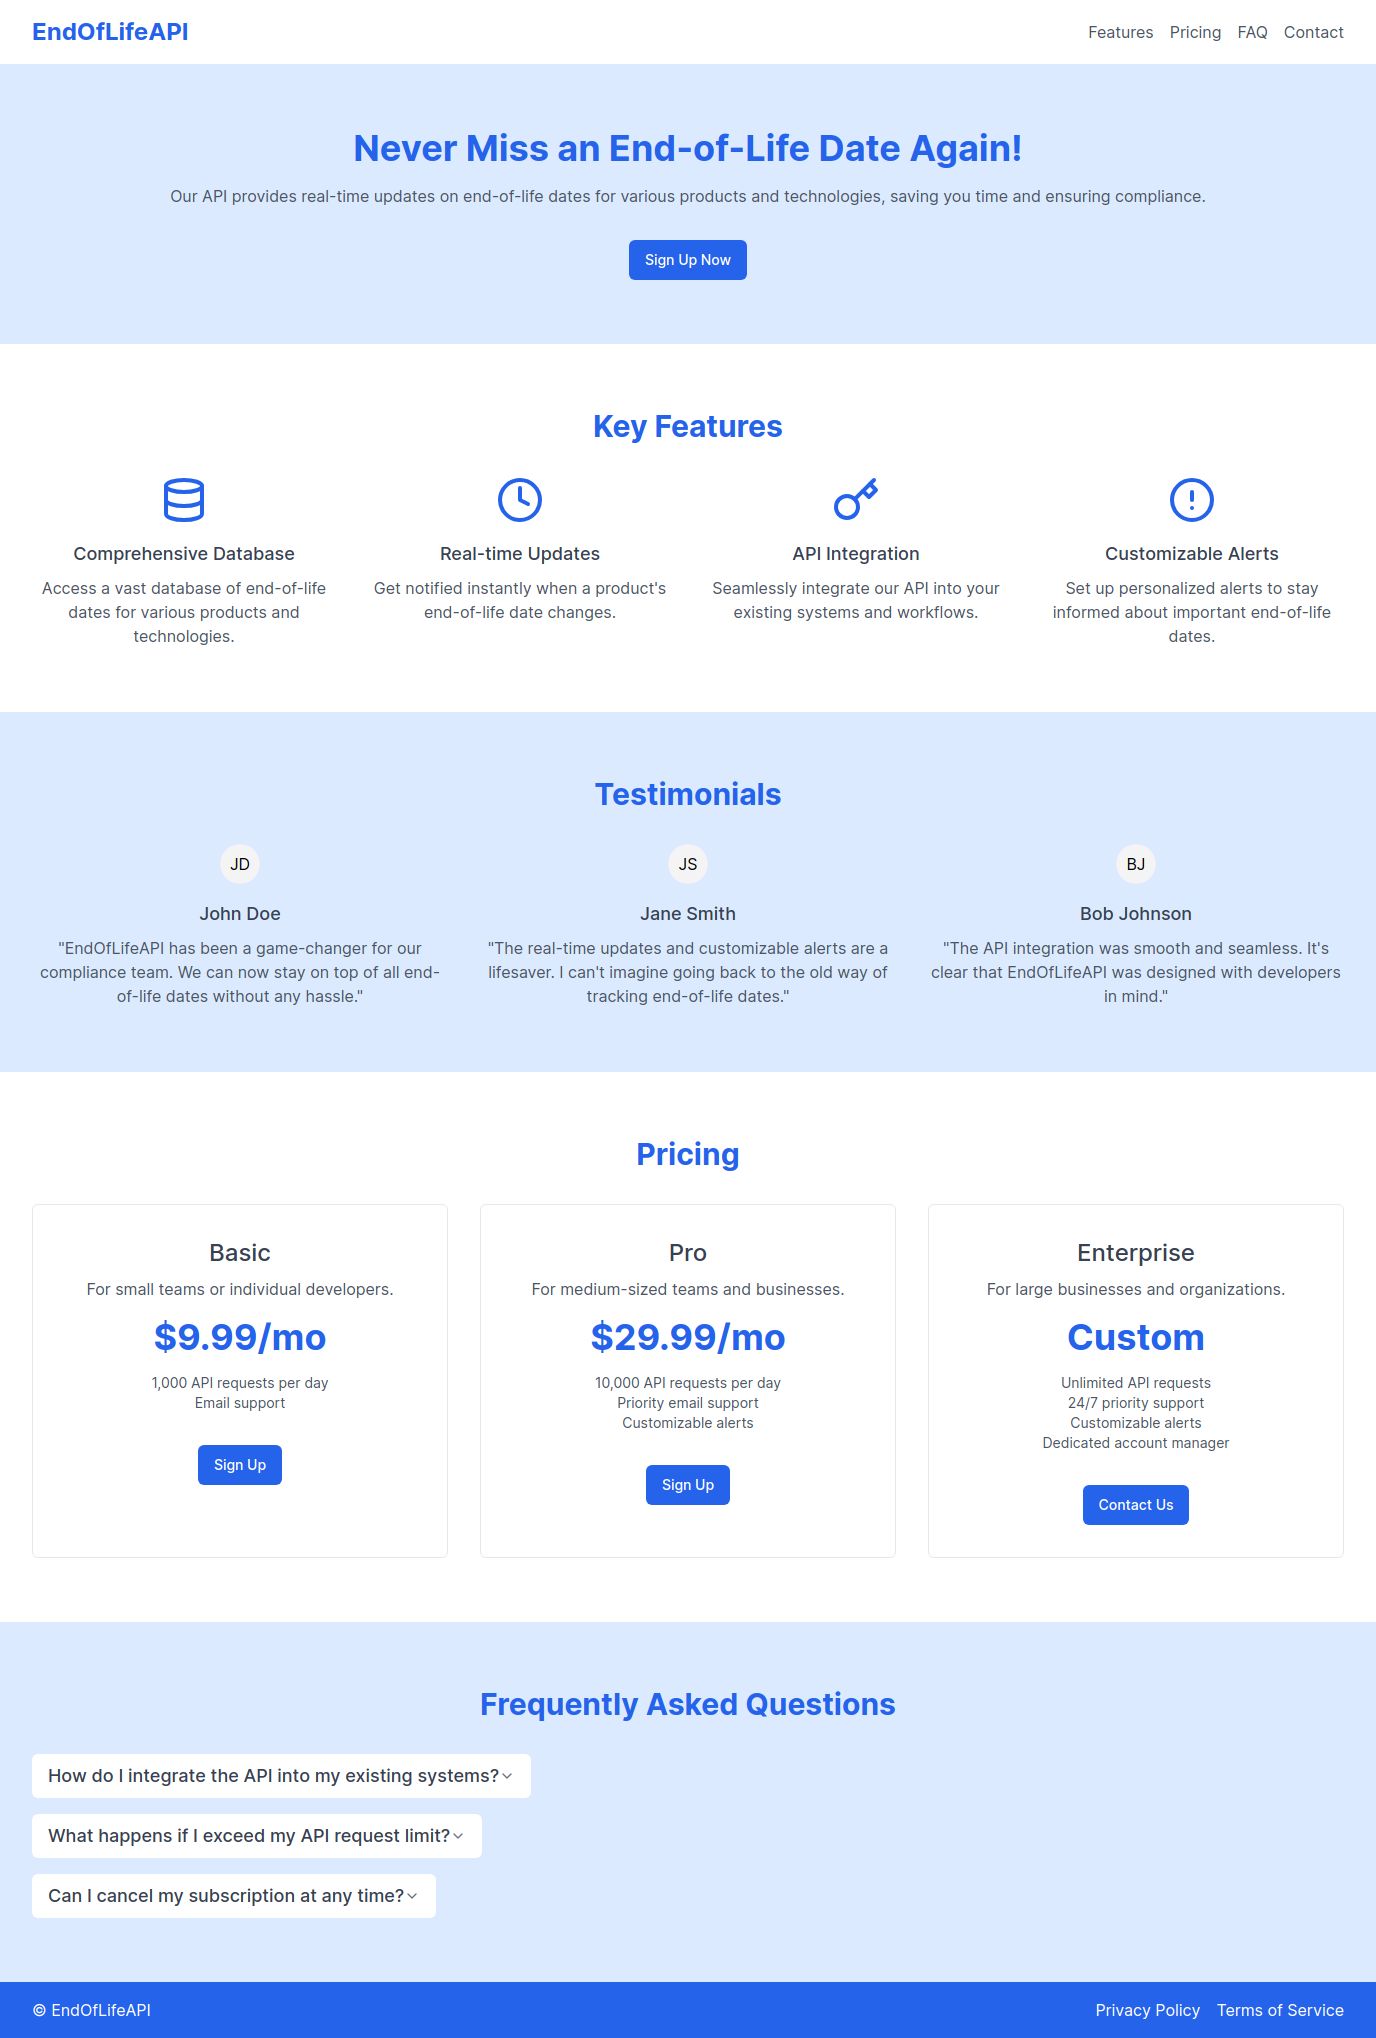 EndOfLifeAPI
Features Pricing FAQ Contact
Never Miss an End-of-Life Date Again!
Our API provides real-time updates on end-of-life dates for various products and technologies, saving you time and ensuring compliance.
Sign Up Now
Key Features
Comprehensive Database
Access a vast database of end-of-life
dates for various products and
technologies.
Real-time Updates
Get notified instantly when a product's
end-of-life date changes.
API Integration
Seamlessly integrate our API into your
existing systems and workflows.
Customizable Alerts
Set up personalized alerts to stay
informed about important end-of-life
dates.
Testimonials
JD
John Doe
"EndOfLifeAPI has been a game-changer for our
compliance team. We can now stay on top of all end-
of-life dates without any hassle."
JS
Jane Smith
"The real-time updates and customizable alerts are a
lifesaver. I can't imagine going back to the old way of
tracking end-of-life dates."
BJ
Bob Johnson
"The API integration was smooth and seamless. It's
clear that EndOfLifeAPI was designed with developers
in mind."
Pricing
Basic
For small teams or individual developers.
$9.99/mo
1,000 API requests per day
Email support
Sign Up
Pro
For medium-sized teams and businesses.
$29.99/mo
10,000 API requests per day
Priority email support
Customizable alerts
Sign Up
Enterprise
For large businesses and organizations.
Custom
Unlimited API requests
24/7 priority support
Customizable alerts
Dedicated account manager
Contact Us
Frequently Asked Questions
How do I integrate the API into my existing systems?
What happens if I exceed my API request limit?
Can I cancel my subscription at any time?
© EndOfLifeAPI
Privacy Policy Terms of Service